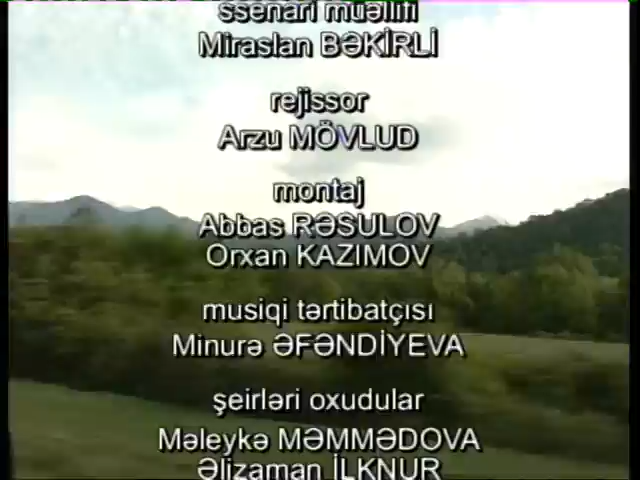 ssenari müəllifi
Miraslan BƏKİRLİ
rejissor
Arzu MÖVLUD
montaj
Abbas RƏSULOV
Orxan KAZIMOV
musiqi tərtibatçısı
Minurə ƏFƏNDİYEVA
şeirləri oxudular
Məleykə MƏMMƏDOVA
Əlizaman İLKNUR